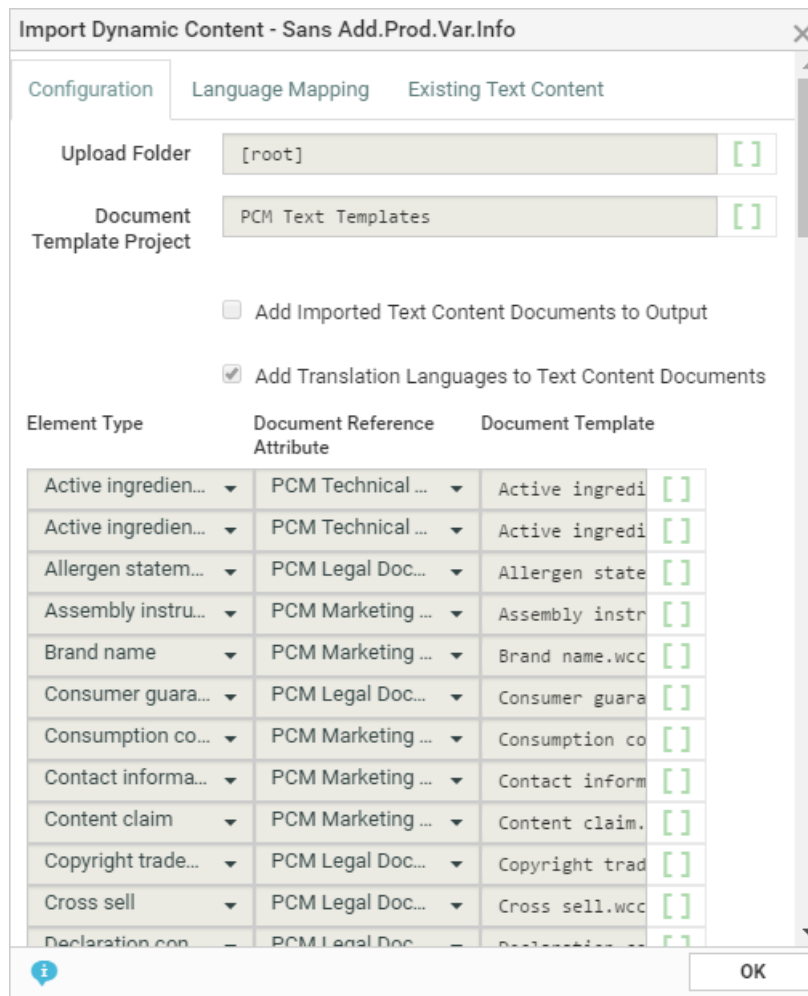 Import Dynamic Content - Sans Add.Prod.Var.Info
Configuration Language Mapping Existing Text Content
Upload Folder [root] [ ]
Document Template Project PCM Text Templates [ ]
Add Imported Text Content Documents to Output
Add Translation Languages to Text Content Documents
Element Type Document Reference Attribute Document Template
Active ingredien... PCM Technical ... Active ingredi [ ]
Active ingredien... PCM Technical ... Active ingredi [ ]
Allergen statem... PCM Legal Doc... Allergen state [ ]
Assembly instru... PCM Marketing ... Assembly instr [ ]
Brand name PCM Marketing ... Brand name.wcc [ ]
Consumer guara... PCM Legal Doc... Consumer guara [ ]
Consumption co... PCM Marketing ... Consumption co [ ]
Contact informa... PCM Marketing ... Contact inform [ ]
Content claim PCM Marketing ... Content claim. [ ]
Copyright trade... PCM Legal Doc... Copyright trad [ ]
Cross sell PCM Legal Doc... Cross sell.wcc [ ]
Declaration con PCM Legal Doc
OK